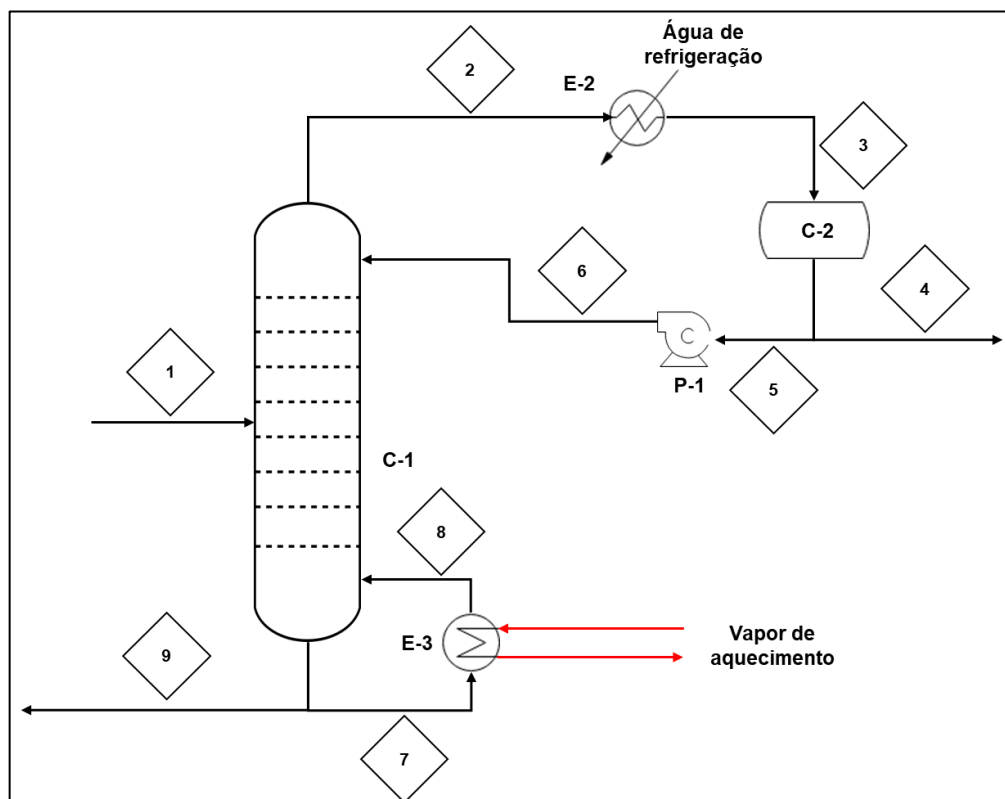 Água de
refrigeração
2
E-2
3
C-2
6
4
1
P-1
5
C-1
8
E-3
Vapor de
aquecimento
9
7
C